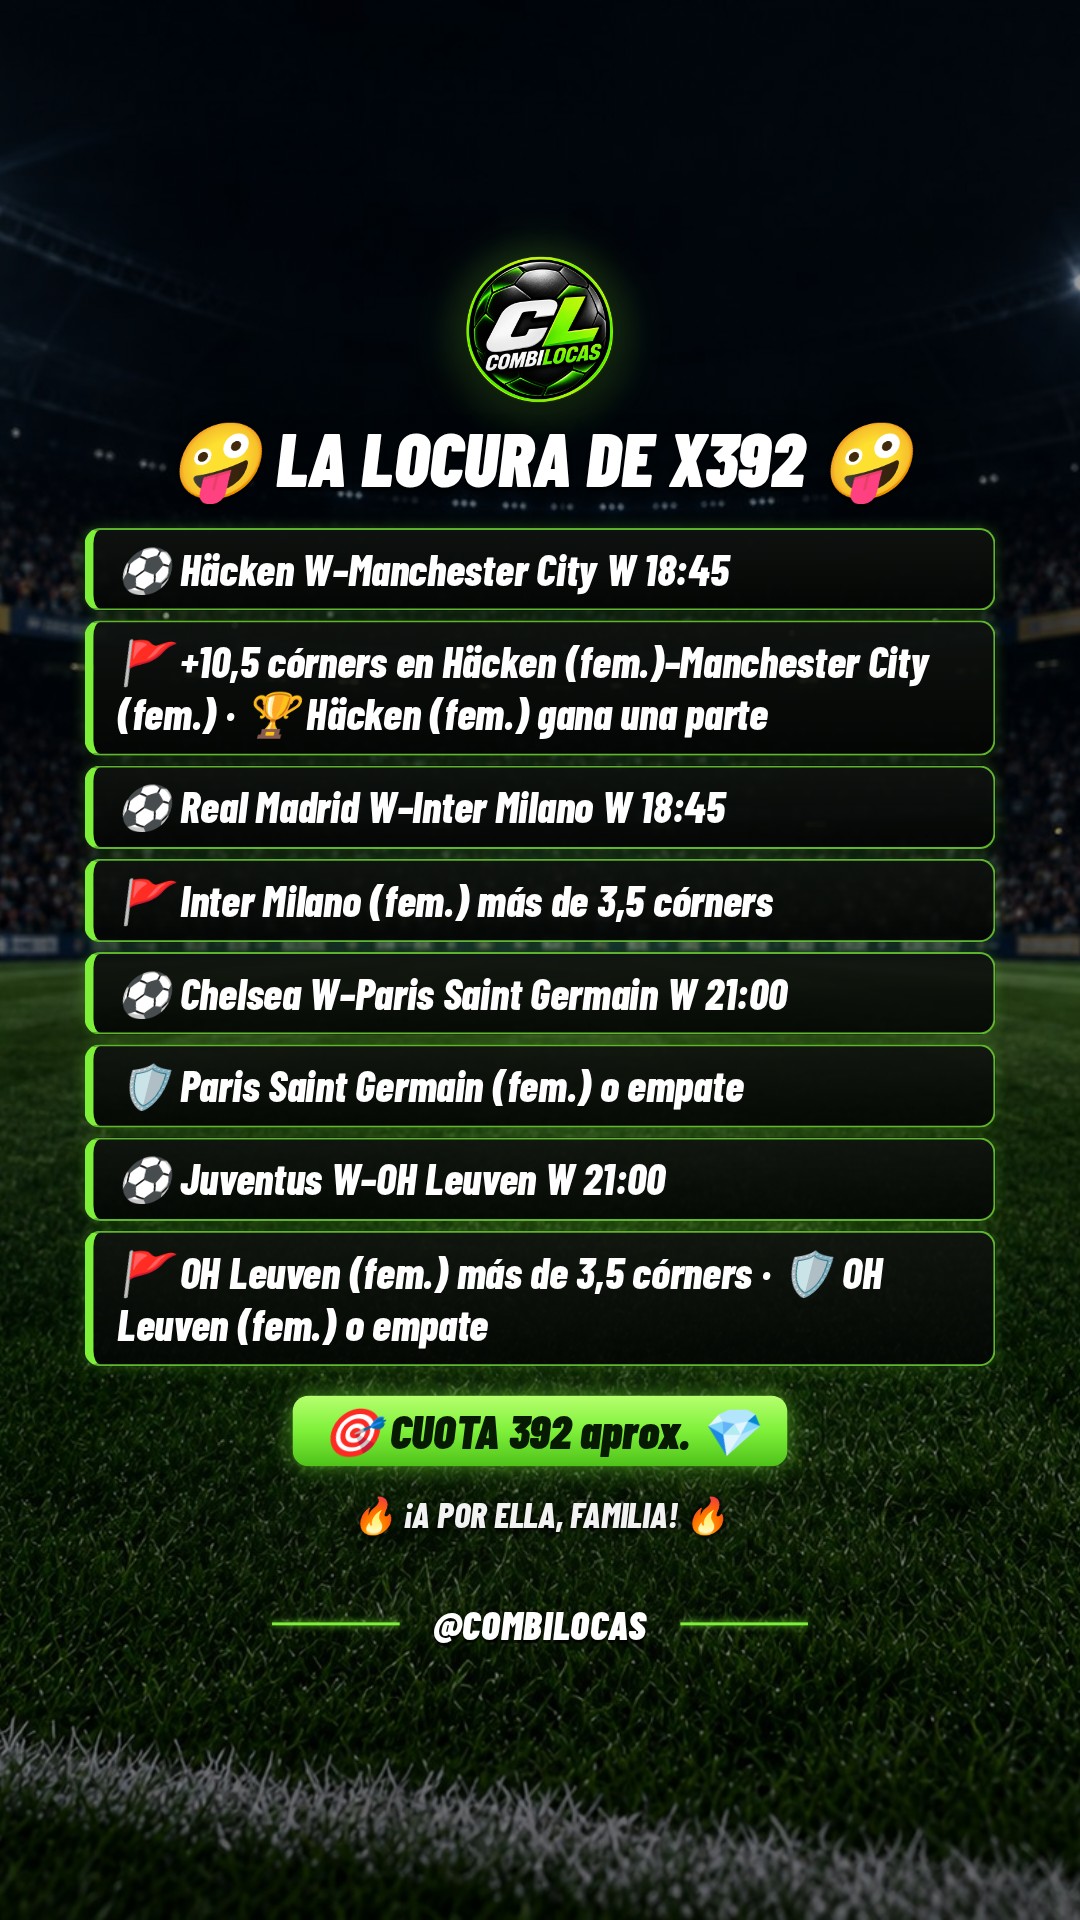 CL
COMBILOCAS
🤪 LA LOCURA DE X392 🤪
⚽ Häcken W-Manchester City W 18:45
🚩 +10,5 córners en Häcken (fem.)-Manchester City
(fem.) · 🏆 Häcken (fem.) gana una parte
⚽ Real Madrid W-Inter Milano W 18:45
🚩 Inter Milano (fem.) más de 3,5 córners
⚽ Chelsea W-Paris Saint Germain W 21:00
🛡️ Paris Saint Germain (fem.) o empate
⚽ Juventus W-OH Leuven W 21:00
🚩 OH Leuven (fem.) más de 3,5 córners · 🛡️ OH
Leuven (fem.) o empate
🎯 CUOTA 392 aprox. 💎
🔥 ¡A POR ELLA, FAMILIA! 🔥
@COMBILOCAS